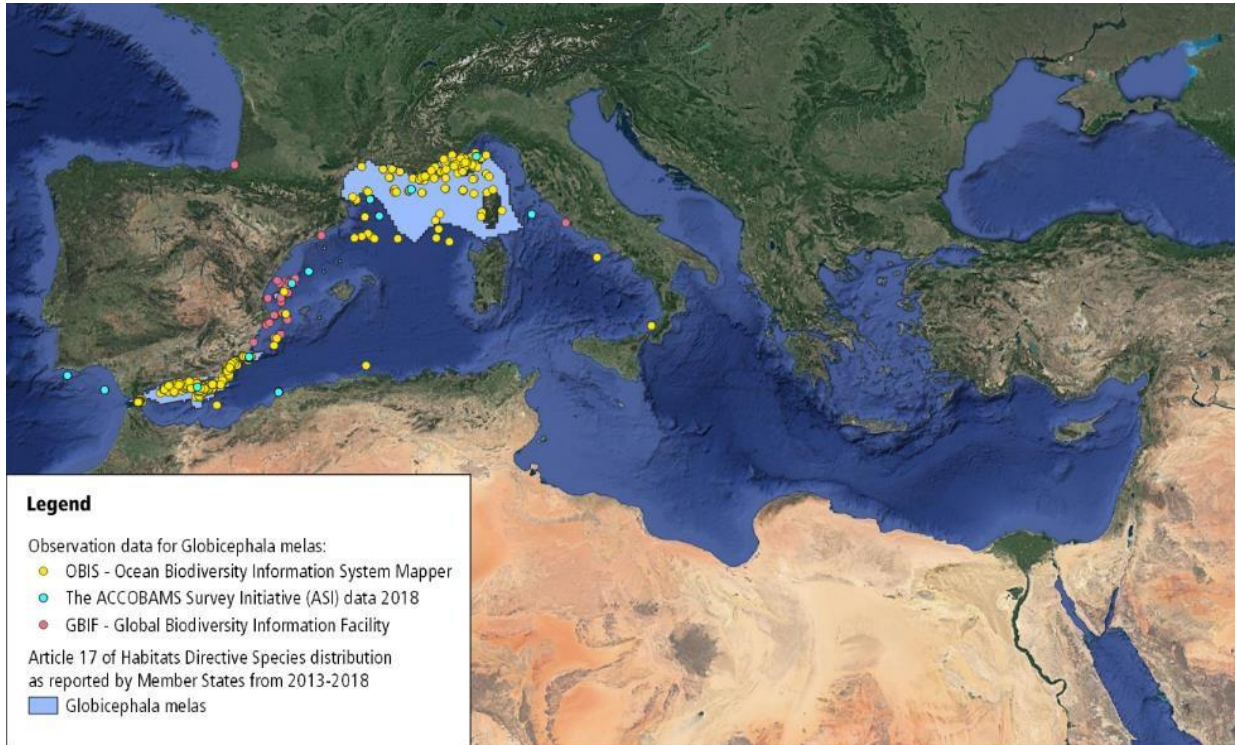 Legend
Observation data for Globicephala melas:
OBIS - Ocean Biodiversity Information System Mapper
The ACCOBAMS Survey Initiative (ASI) data 2018
GBIF - Global Biodiversity Information Facility
Article 17 of Habitats Directive Species distribution
as reported by Member States from 2013-2018
Globicephala melas